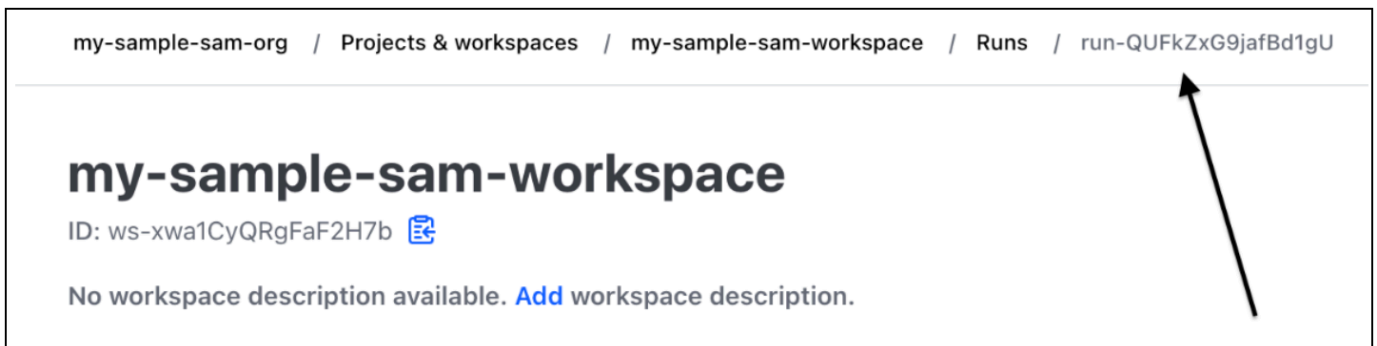 my-sample-sam-org / Projects & workspaces / my-sample-sam-workspace / Runs / run-QUFkZxG9jafBd1gU
my-sample-sam-workspace
ID: ws-xwa1CyQRgFaF2H7b
No workspace description available. Add workspace description.